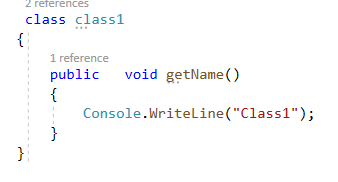 2 references
class class1
{
1 reference
public   void getName()
{
Console.WriteLine("Class1");
}
}